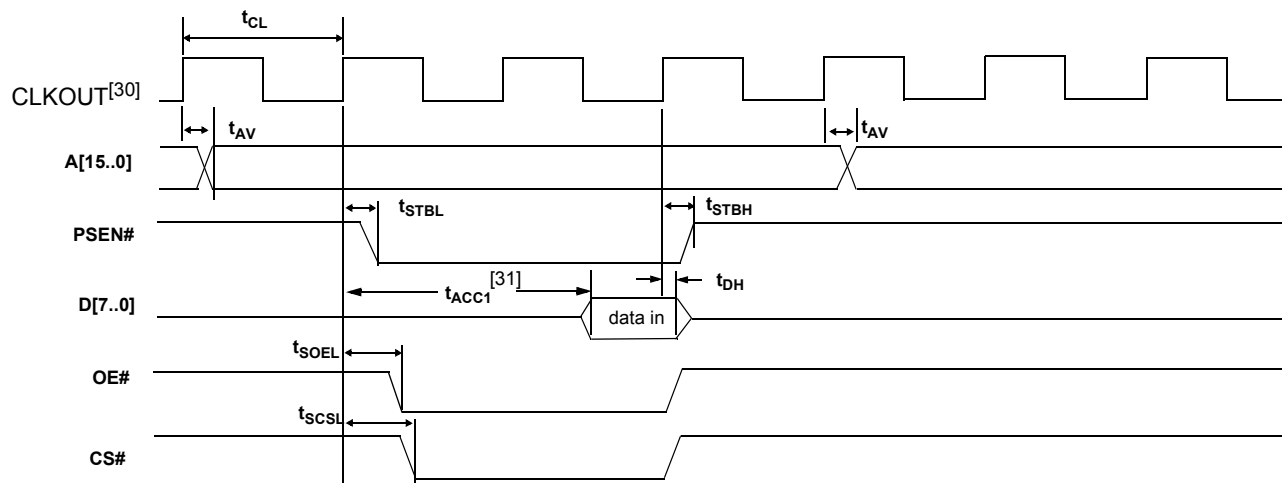 tCL
CLKOUT[30]
tAV
tAV
A[15..0]
tSTBL
tSTBH
PSEN#
[31]
tACC1
tDH
D[7..0]
data in
tSOEL
OE#
tSCSL
CS#